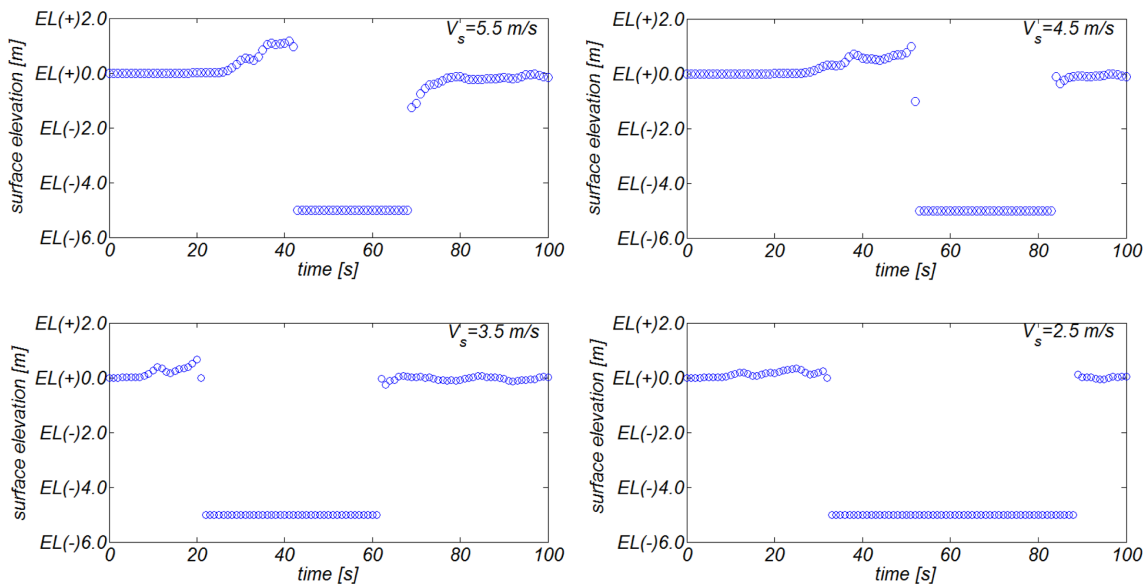 V_s=5.5 m/s
surface elevation [m]
EL(+)2.0
EL(+)0.0
EL(-)2.0
EL(-)4.0
EL(-)6.0
0 20 40 60 80 100
time [s]
V_s=4.5 m/s
surface elevation [m]
EL(+)2.0
EL(+)0.0
EL(-)2.0
EL(-)4.0
EL(-)6.0
0 20 40 60 80 100
time [s]
V_s=3.5 m/s
surface elevation [m]
EL(+)2.0
EL(+)0.0
EL(-)2.0
EL(-)4.0
EL(-)6.0
0 20 40 60 80 100
time [s]
V_s=2.5 m/s
surface elevation [m]
EL(+)2.0
EL(+)0.0
EL(-)2.0
EL(-)4.0
EL(-)6.0
0 20 40 60 80 100
time [s]